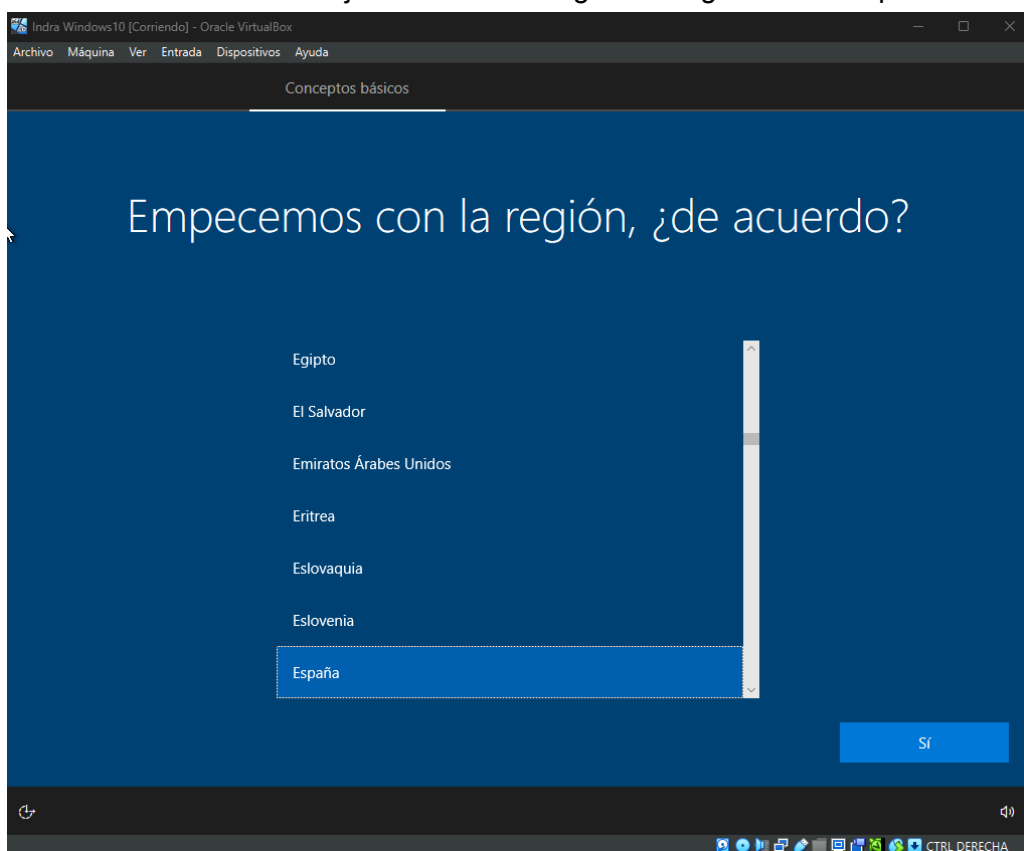 Indra Windows10 [Corriendo] - Oracle VirtualBox
Archivo Máquina Ver Entrada Dispositivos Ayuda
Conceptos básicos
Empecemos con la región, ¿de acuerdo?
Egipto
El Salvador
Emiratos Árabes Unidos
Eritrea
Eslovaquia
Eslovenia
España
Sí
CTRL DERECHA